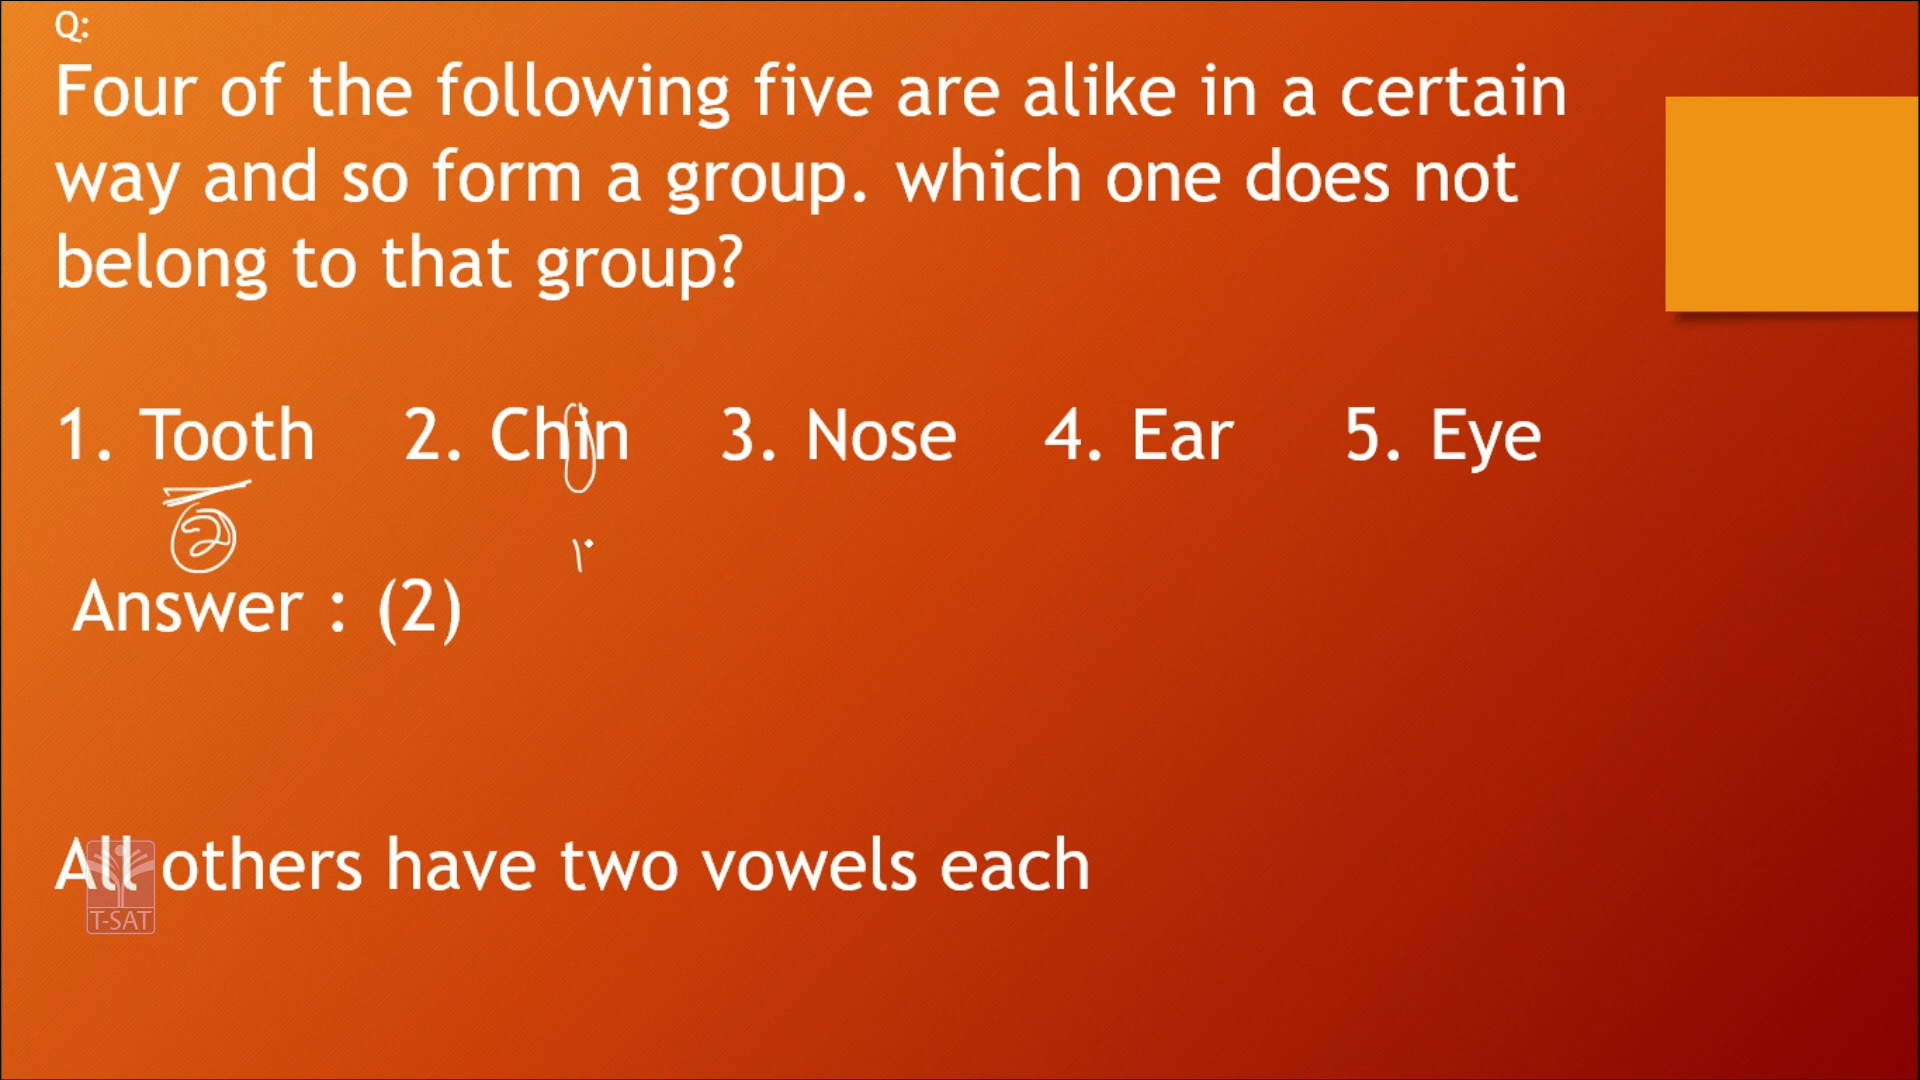 Q:
Four of the following five are alike in a certain
way and so form a group. which one does not
belong to that group?
1. Tooth 2. Chin 3. Nose 4. Ear 5. Eye
2
Answer : (2)
All others have two vowels each
T-SAT